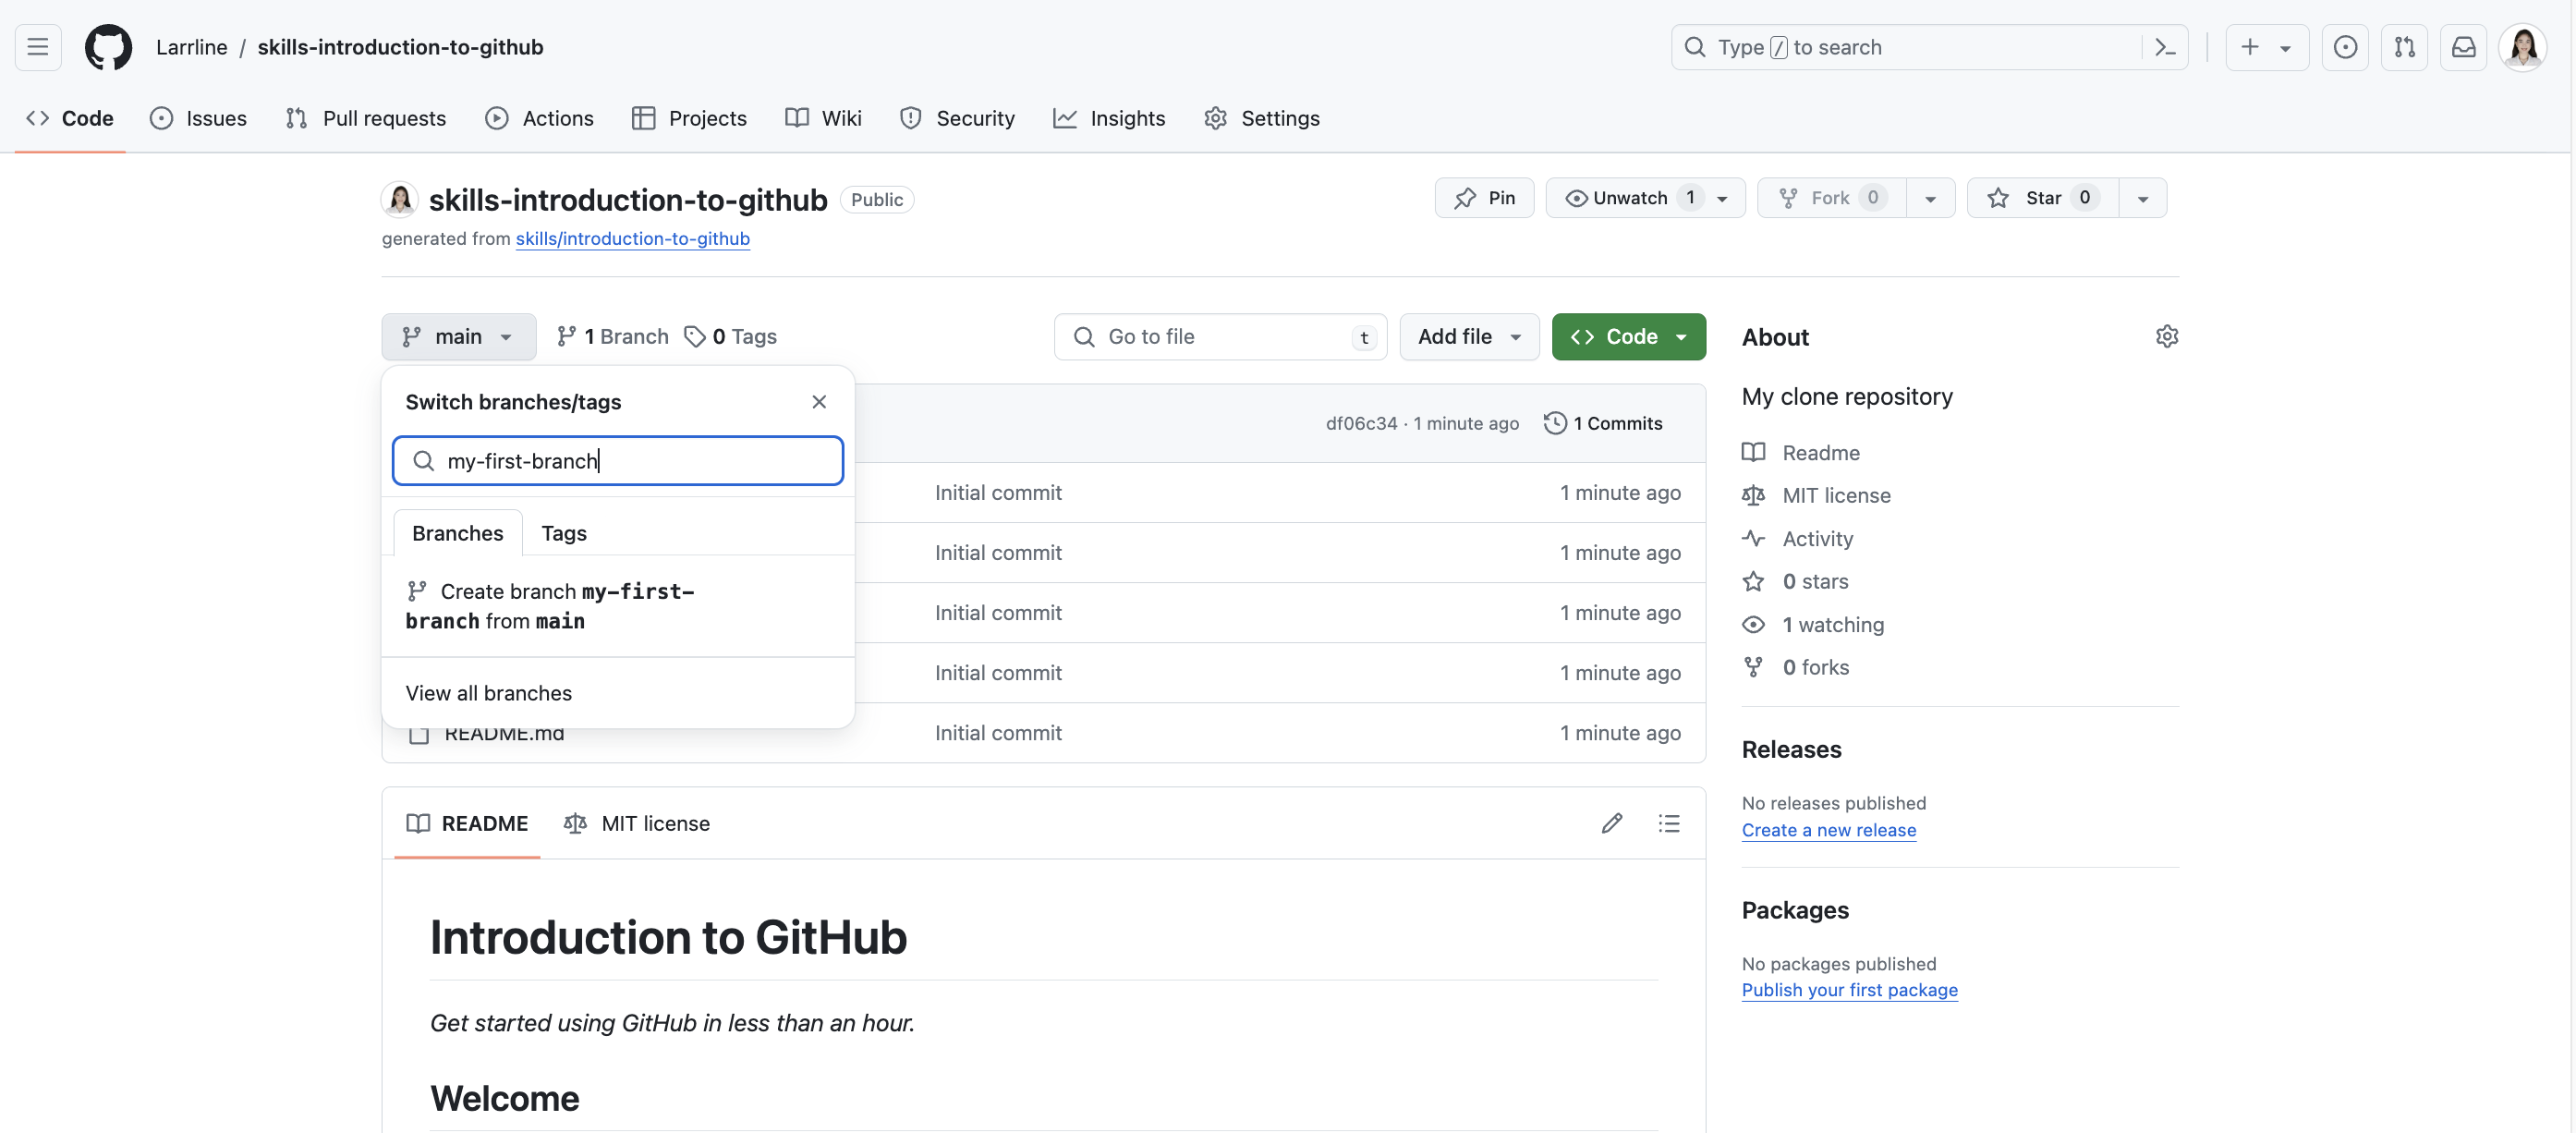 Larrline / skills-introduction-to-github
Type / to search
Code Issues Pull requests Actions Projects Wiki Security Insights Settings
skills-introduction-to-github Public
Pin Unwatch 1 Fork 0 Star 0
generated from skills/introduction-to-github
main 1 Branch 0 Tags
Go to file t Add file Code
Switch branches/tags
my-first-branch
Branches Tags
Create branch my-first-
branch from main
View all branches
df06c34 · 1 minute ago 1 Commits
Initial commit 1 minute ago
Initial commit 1 minute ago
Initial commit 1 minute ago
Initial commit 1 minute ago
README.md Initial commit 1 minute ago
README MIT license
Introduction to GitHub
Get started using GitHub in less than an hour.
Welcome
About
My clone repository
Readme
MIT license
Activity
0 stars
1 watching
0 forks
Releases
No releases published
Create a new release
Packages
No packages published
Publish your first package